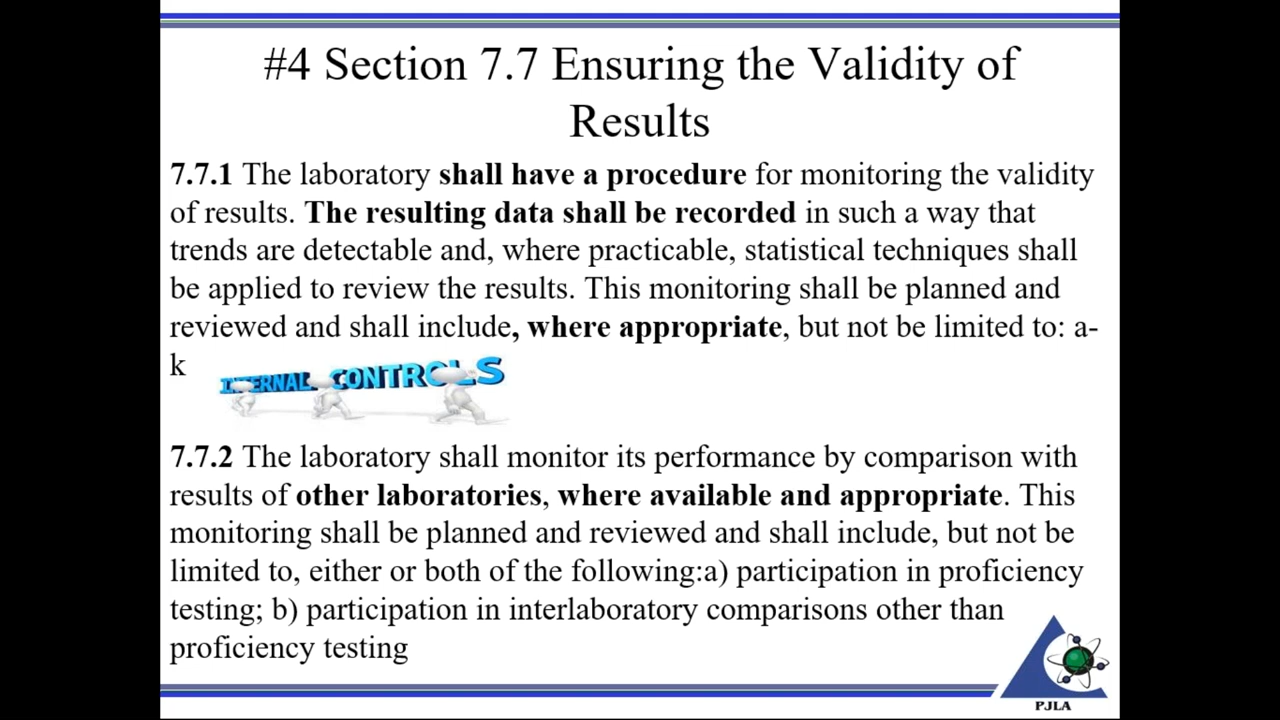 #4 Section 7.7 Ensuring the Validity of
Results
7.7.1 The laboratory shall have a procedure for monitoring the validity
of results. The resulting data shall be recorded in such a way that
trends are detectable and, where practicable, statistical techniques shall
be applied to review the results. This monitoring shall be planned and
reviewed and shall include, where appropriate, but not be limited to: a-
k
INTERNAL CONTROLS
7.7.2 The laboratory shall monitor its performance by comparison with
results of other laboratories, where available and appropriate. This
monitoring shall be planned and reviewed and shall include, but not be
limited to, either or both of the following:a) participation in proficiency
testing; b) participation in interlaboratory comparisons other than
proficiency testing
PJLA